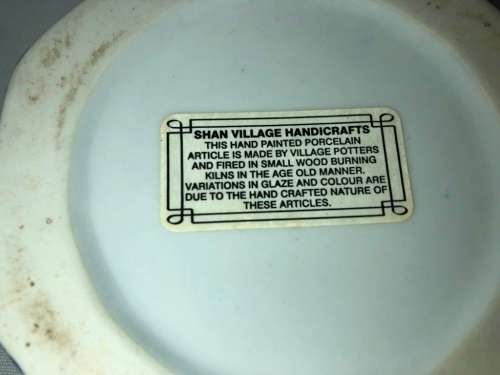 SHAN VILLAGE HANDICRAFTS
THIS HAND PAINTED PORCELAIN
ARTICLE IS MADE BY VILLAGE POTTERS
AND FIRED IN SMALL WOOD BURNING
KILNS IN THE AGE OLD MANNER.
VARIATIONS IN GLAZE AND COLOUR ARE
DUE TO THE HAND CRAFTED NATURE OF
THESE ARTICLES.